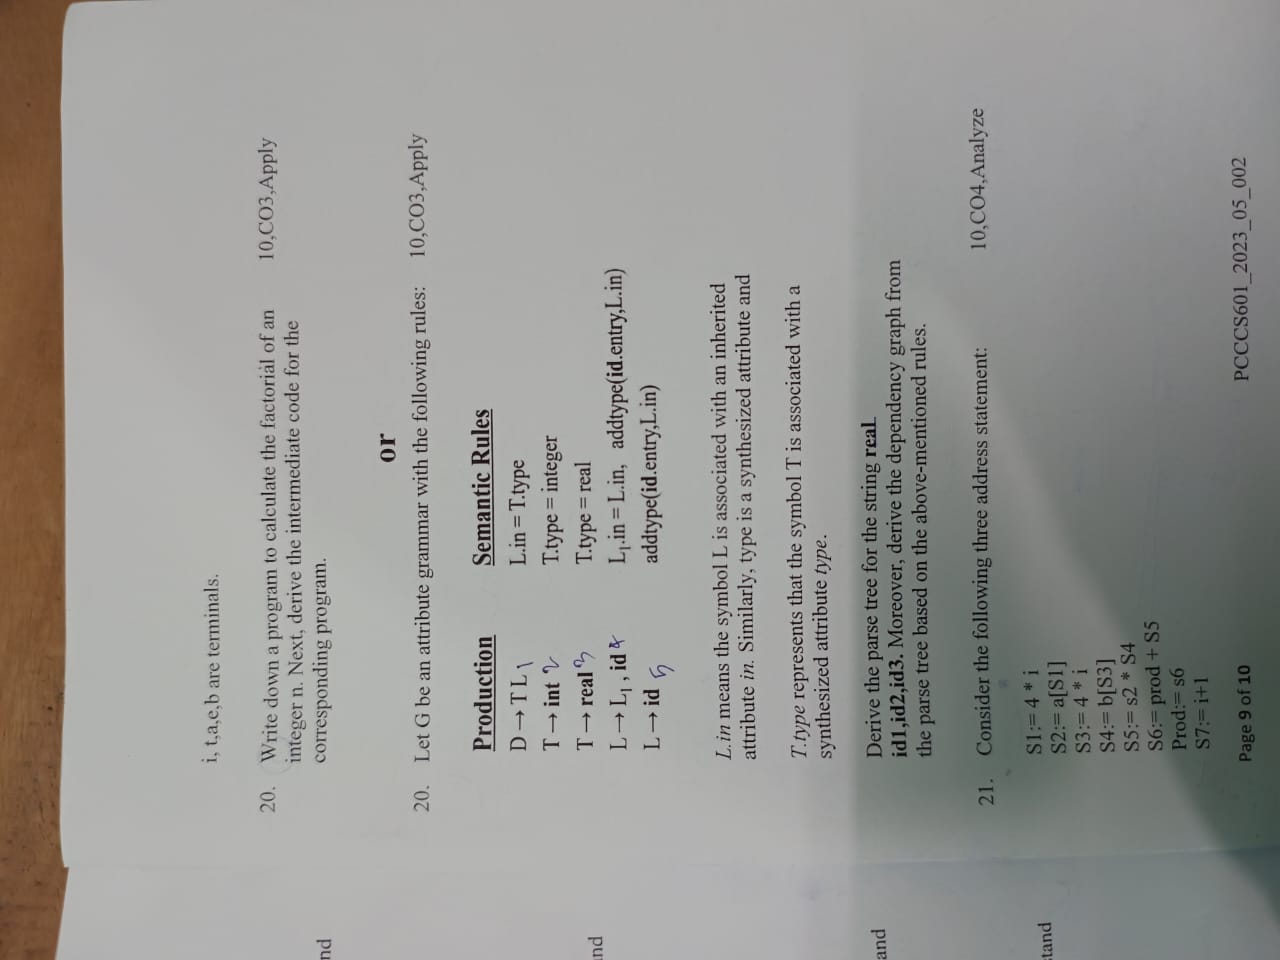 i, t,a,e,b are terminals.
20. Write down a program to calculate the factorial of an 10,CO3,Apply
integer n. Next, derive the intermediate code for the
corresponding program.
or
20. Let G be an attribute grammar with the following rules: 10,CO3,Apply
Production Semantic Rules
D → T L 1 L.in = T.type
T → int 2 T.type = integer
T → real 3 T.type = real
L → L₁ , id 4 L₁.in = L.in, addtype(id.entry,L.in)
L → id 5 addtype(id.entry,L.in)
L.in means the symbol L is associated with an inherited
attribute in. Similarly, type is a synthesized attribute and
T.type represents that the symbol T is associated with a
synthesized attribute type.
Derive the parse tree for the string real
id1,id2,id3. Moreover, derive the dependency graph from
the parse tree based on the above-mentioned rules.
21. Consider the following three address statement: 10,CO4,Analyze
S1:= 4 * i
S2:= a[S1]
S3:= 4 * i
S4:= b[S3]
S5:= s2 * S4
S6:= prod + S5
Prod:= s6
S7:= i+1
Page 9 of 10 PCCCS601_2023_05_002
nd
nd
and
tand